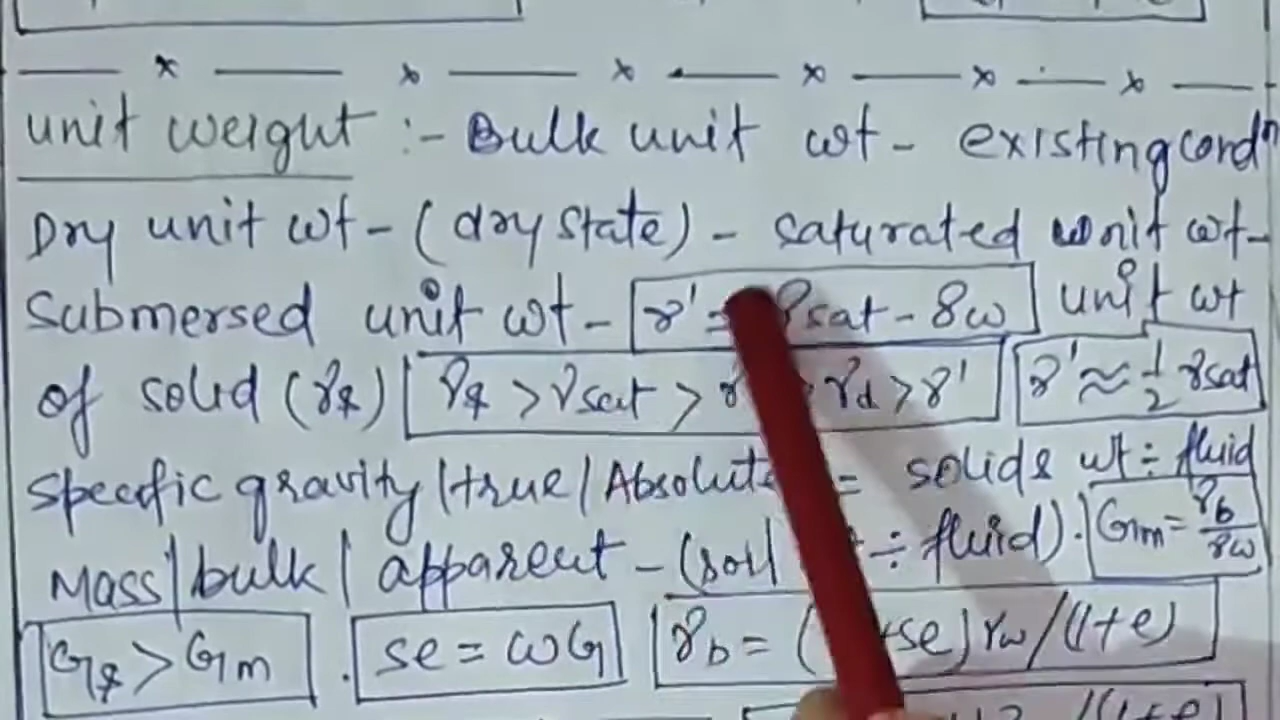 unit weight :- Bulk unit wt - existing condⁿ
Dry unit wt - (dry state) - saturated unit wt -
Submersed unit wt - γ' = γsat - γw unit wt
of solid (γs) γs > γsat > γ > γd > γ' γ' ≈ 1/2 γsat
Specific gravity/true/Absolute = solids wt ÷ fluid
Mass/bulk/apparent - (soil ÷ fluid). Gm = γb/γw
Gs > Gm . se = wG γb = ( +se)γw/(1+e)
/(1+e)